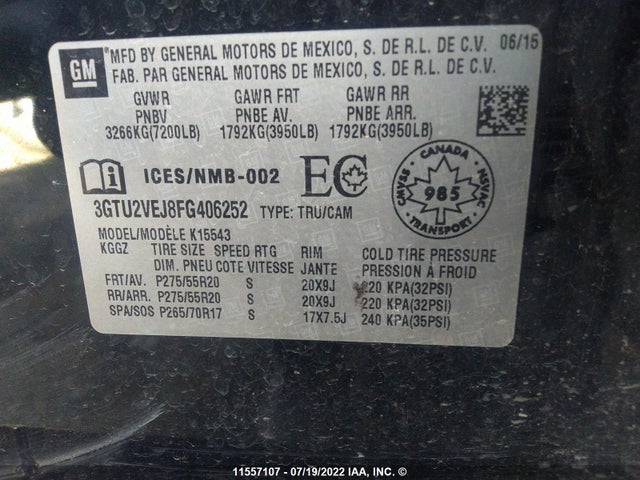 GM
MFD BY GENERAL MOTORS DE MEXICO, S. DE R.L. DE C.V. 06/15
FAB. PAR GENERAL MOTORS DE MEXICO, S. DE R.L. DE C.V.
GVWR GAWR FRT GAWR RR
PNBV PNBE AV. PNBE ARR.
3266KG(7200LB) 1792KG(3950LB) 1792KG(3950LB)
ICES/NMB-002 EC
CANADA
CMVSS 985 NSVAC
TRANSPORT
3GTU2VEJ8FG406252 TYPE: TRU/CAM
MODEL/MODÈLE K15543
KGGZ TIRE SIZE SPEED RTG RIM COLD TIRE PRESSURE
DIM. PNEU COTE VITESSE JANTE PRESSION À FROID
FRT/AV. P275/55R20 S 20X9J 220 KPA(32PSI)
RR/ARR. P275/55R20 S 20X9J 220 KPA(32PSI)
SPA/SOS P265/70R17 S 17X7.5J 240 KPA(35PSI)
11557107 - 07/19/2022 IAA, INC. ©